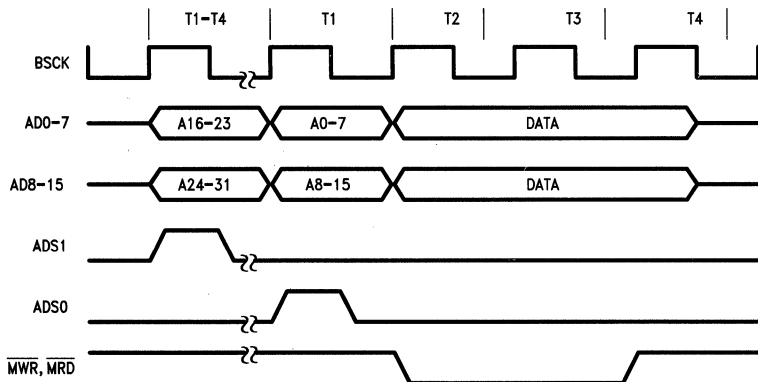 T1-T4 T1 T2 T3 T4
BSCK
AD0-7 A16-23 A0-7 DATA
AD8-15 A24-31 A8-15 DATA
ADS1
ADS0
MWR, MRD